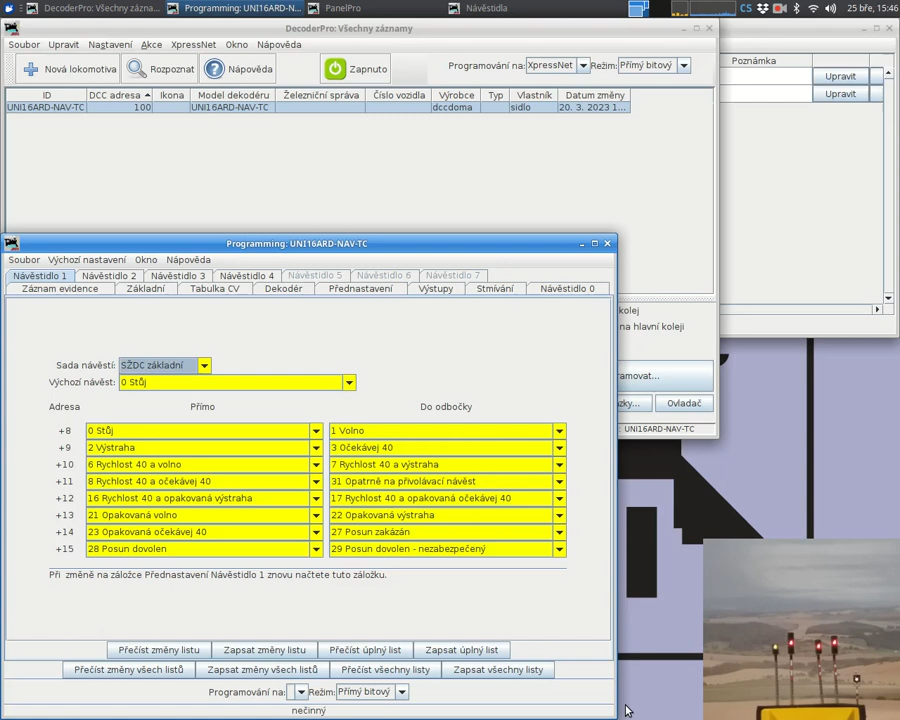 DecoderPro: Všechny zázna...
Programming: UNI16ARD-N...
PanelPro
Návěstidla
CS
25 bře, 15:46
DecoderPro: Všechny záznamy
Soubor Upravit Nastavení Akce XpressNet Okno Nápověda
Nová lokomotiva
Rozpoznat
Nápověda
Zapnuto
Programování na: XpressNet Režim: Přímý bitový
Poznámka
Upravit
Upravit
ID DCC adresa Ikona Model dekodéru Železniční správa Číslo vozidla Výrobce Typ Vlastník Datum změny
UNI16ARD-NAV-TC 100 UNI16ARD-NAV-TC dccdoma sidlo 20. 3. 2023 1...
kolej
na hlavní koleji
ramovat...
zky...
Ovladač
: UNI16ARD-NAV-TC
Programming: UNI16ARD-NAV-TC
Soubor Výchozí nastavení Okno Nápověda
Návěstidlo 1 Návěstidlo 2 Návěstidlo 3 Návěstidlo 4 Návěstidlo 5 Návěstidlo 6 Návěstidlo 7
Záznam evidence Základní Tabulka CV Dekodér Přednastavení Výstupy Stmívání Návěstidlo 0
Sada návěstí: SŽDC základní
Výchozí návěst: 0 Stůj
Adresa Přímo Do odbočky
+8 0 Stůj 1 Volno
+9 2 Výstraha 3 Očekávej 40
+10 6 Rychlost 40 a volno 7 Rychlost 40 a výstraha
+11 8 Rychlost 40 a očekávej 40 31 Opatrně na přivolávací návěst
+12 16 Rychlost 40 a opakovaná výstraha 17 Rychlost 40 a opakovaná očekávej 40
+13 21 Opakovaná volno 22 Opakovaná výstraha
+14 23 Opakovaná očekávej 40 27 Posun zakázán
+15 28 Posun dovolen 29 Posun dovolen - nezabezpečený
Při změně na záložce Přednastavení Návěstidlo 1 znovu načtete tuto záložku.
Přečíst změny listu Zapsat změny listu Přečíst úplný list Zapsat úplný list
Přečíst změny všech listů Zapsat změny všech listů Přečíst všechny listy Zapsat všechny listy
Programování na: Režim: Přímý bitový
nečinný